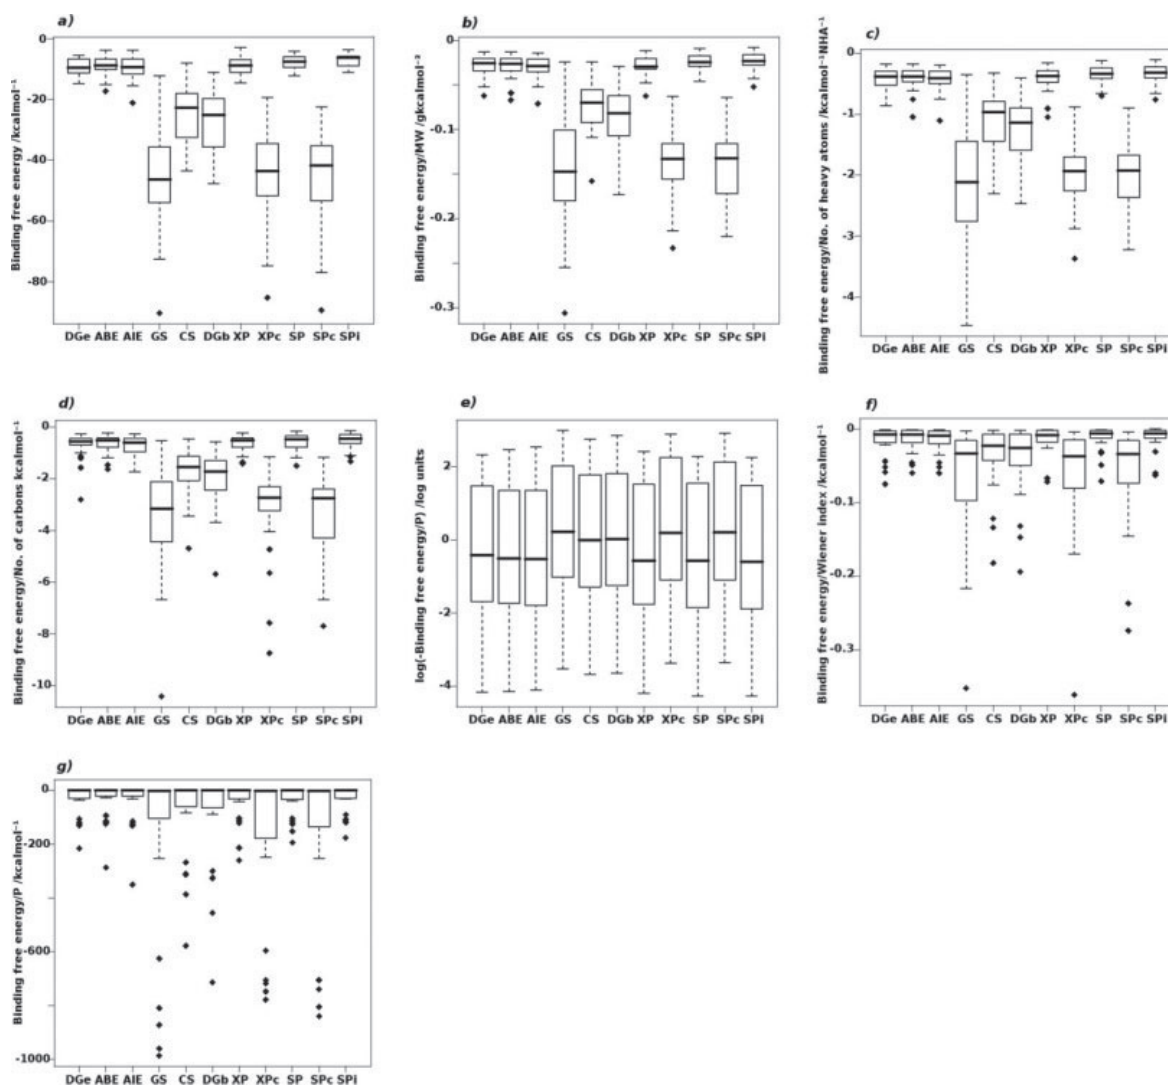 a)
Binding free energy /kcalmol⁻¹
0
-20
-40
-60
-80
DGe ABE AIE GS CS DGb XP XPc SP SPc SPi
b)
Binding free energy/MW /gkcalmol⁻²
0
-0.1
-0.2
-0.3
DGe ABE AIE GS CS DGb XP XPc SP SPc SPi
c)
Binding free energy/No. of heavy atoms /kcalmol⁻¹NHA⁻¹
-0
-1
-2
-3
-4
DGe ABE AIE GS CS DGb XP XPc SP SPc SPi
d)
Binding free energy/No. of carbons kcalmol⁻¹
0
-2
-4
-6
-8
-10
DGe ABE AIE GS CS DGb XP XPc SP SPc SPi
e)
log(-Binding free energy/P) /log units
2
0
-2
-4
DGe ABE AIE GS CS DGb XP XPc SP SPc SPi
f)
Binding free energy/Wiener index /kcalmol⁻¹
-0
-0.1
-0.2
-0.3
DGe ABE AIE GS CS DGb XP XPc SP SPc SPi
g)
Binding free energy/P /kcalmol⁻¹
0
-200
-600
-1000
DGe ABE AIE GS CS DGb XP XPc SP SPc SPi